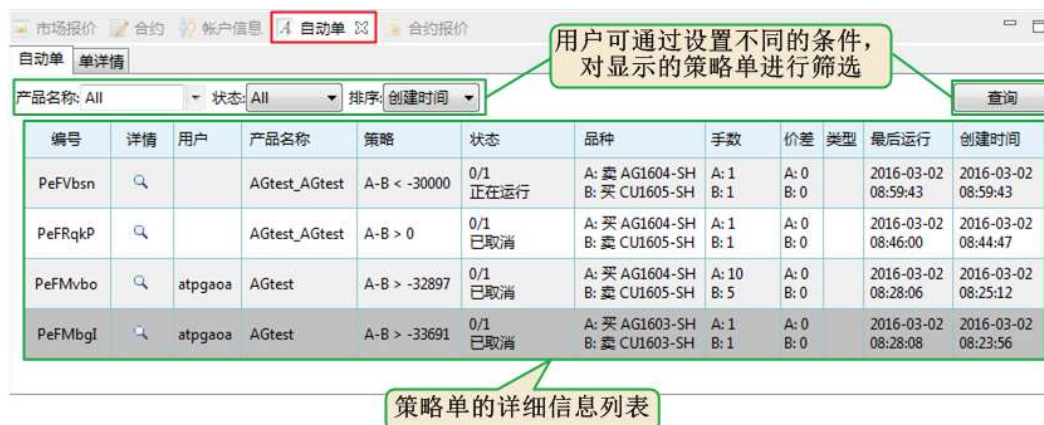 市场报价 合约 帐户信息 自动单 合约报价
用户可通过设置不同的条件，
对显示的策略单进行筛选
自动单 单详情
产品名称: All 状态: All 排序: 创建时间 查询
编号 详情 用户 产品名称 策略 状态 品种 手数 价差 类型 最后运行 创建时间
PeFVbsn AGtest_AGtest A-B < -30000 0/1 A: 卖 AG1604-SH A: 1 A: 0 2016-03-02 2016-03-02
正在运行 B: 买 CU1605-SH B: 1 B: 0 08:59:43 08:59:43
PeFRqkP AGtest_AGtest A-B > 0 0/1 A: 买 AG1604-SH A: 1 A: 0 2016-03-02 2016-03-02
已取消 B: 卖 CU1605-SH B: 1 B: 0 08:46:00 08:44:47
PeFMvbo atpgaoa AGtest A-B > -32897 0/1 A: 买 AG1604-SH A: 10 A: 0 2016-03-02 2016-03-02
已取消 B: 卖 CU1605-SH B: 5 B: 0 08:28:06 08:25:12
PeFMbgI atpgaoa AGtest A-B > -33691 0/1 A: 买 AG1603-SH A: 1 A: 0 2016-03-02 2016-03-02
已取消 B: 卖 CU1603-SH B: 1 B: 0 08:28:08 08:23:56
策略单的详细信息列表